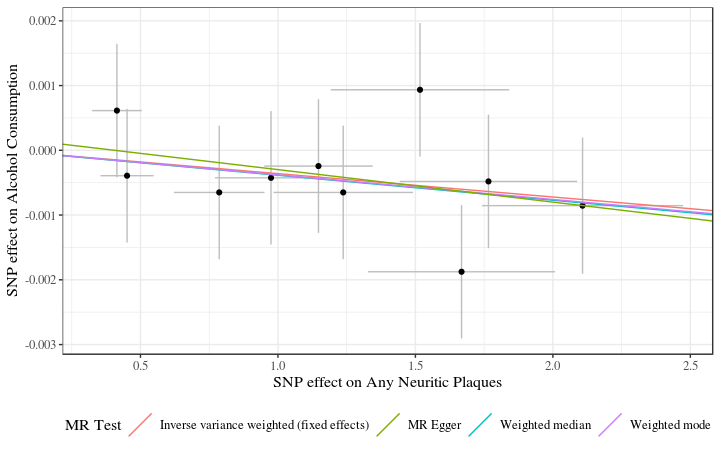 SNP effect on Alcohol Consumption
0.002
0.001
0.000
-0.001
-0.002
-0.003
0.5 1.0 1.5 2.0 2.5
SNP effect on Any Neuritic Plaques
MR Test Inverse variance weighted (fixed effects) MR Egger Weighted median Weighted mode